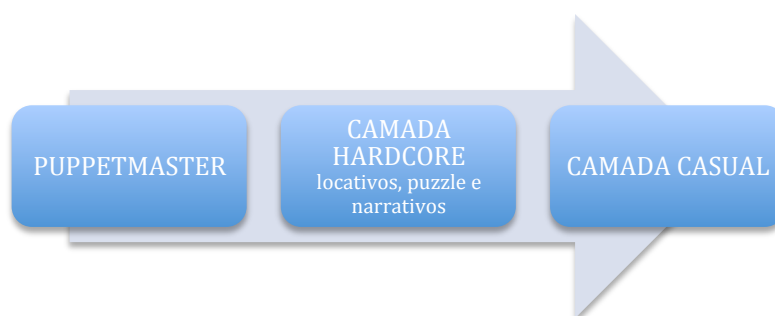 PUPPETMASTER
CAMADA
HARDCORE
locativos, puzzle e
narrativos
CAMADA CASUAL